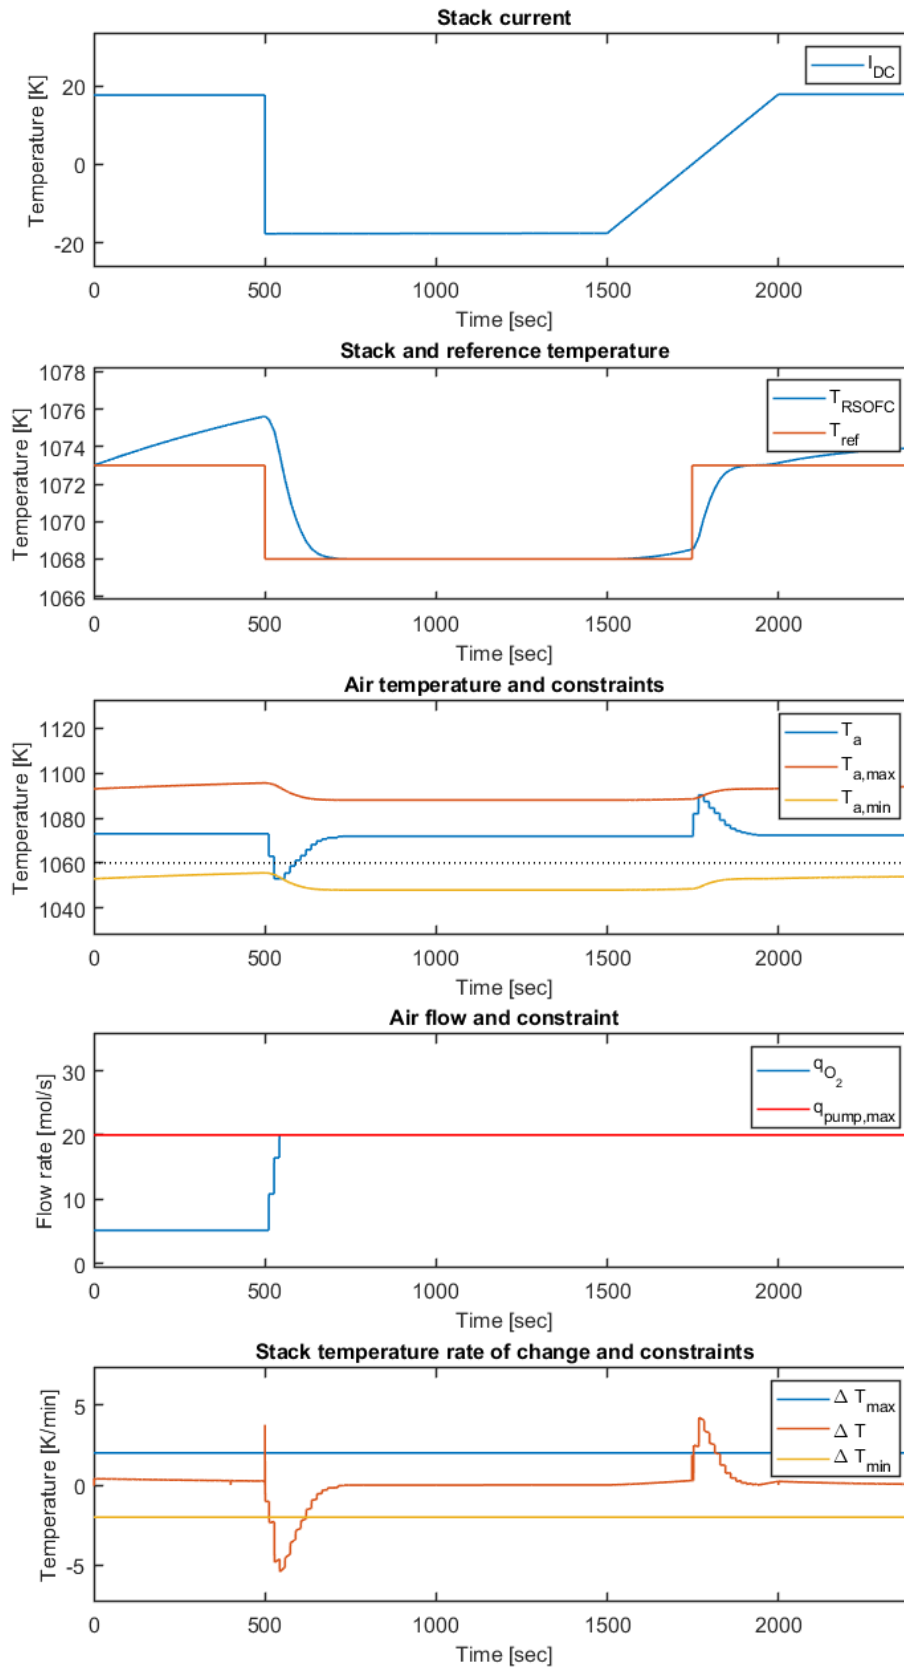 Stack current
Temperature [K]
20
0
-20
I_DC
0 500 1000 1500 2000
Time [sec]
Stack and reference temperature
Temperature [K]
1078
1076
1074
1072
1070
1068
1066
T_RSOFC
T_ref
0 500 1000 1500 2000
Time [sec]
Air temperature and constraints
Temperature [K]
1120
1100
1080
1060
1040
T_a
T_a,max
T_a,min
0 500 1000 1500 2000
Time [sec]
Air flow and constraint
Flow rate [mol/s]
30
20
10
0
q_O_2
q_pump,max
0 500 1000 1500 2000
Time [sec]
Stack temperature rate of change and constraints
Temperature [K/min]
5
0
-5
Δ T_max
Δ T
Δ T_min
0 500 1000 1500 2000
Time [sec]